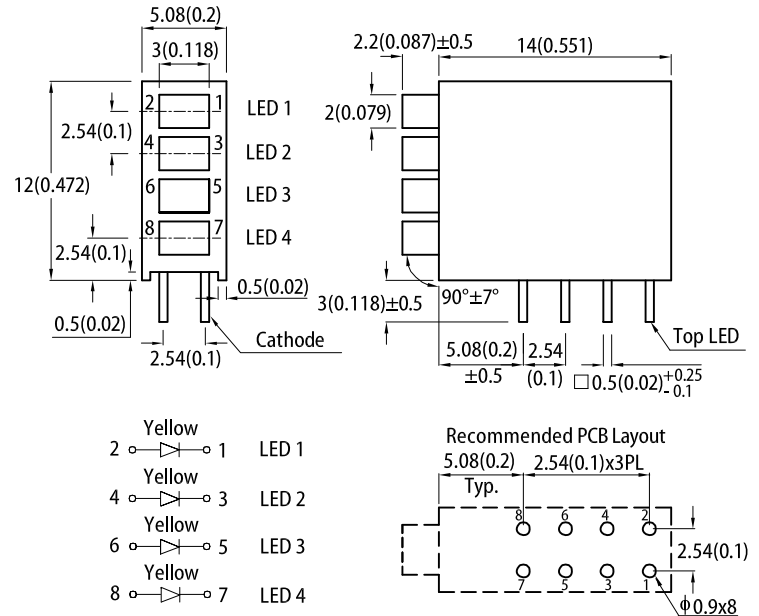 5.08(0.2)
3(0.118)
2 1 LED 1
2.54(0.1)
4 3 LED 2
12(0.472)
6 5 LED 3
8 7 LED 4
2.54(0.1)
0.5(0.02)
0.5(0.02)
Cathode
2.54(0.1)
2.2(0.087)±0.5
14(0.551)
2(0.079)
90°±7°
3(0.118)±0.5
Top LED
5.08(0.2)
±0.5
2.54
(0.1)
□0.5(0.02)+0.25
-0.1
Yellow
2 1 LED 1
Yellow
4 3 LED 2
Yellow
6 5 LED 3
Yellow
8 7 LED 4
Recommended PCB Layout
5.08(0.2)
Typ.
2.54(0.1)x3PL
8 6 4 2
2.54(0.1)
7 5 3 1
ϕ0.9x8